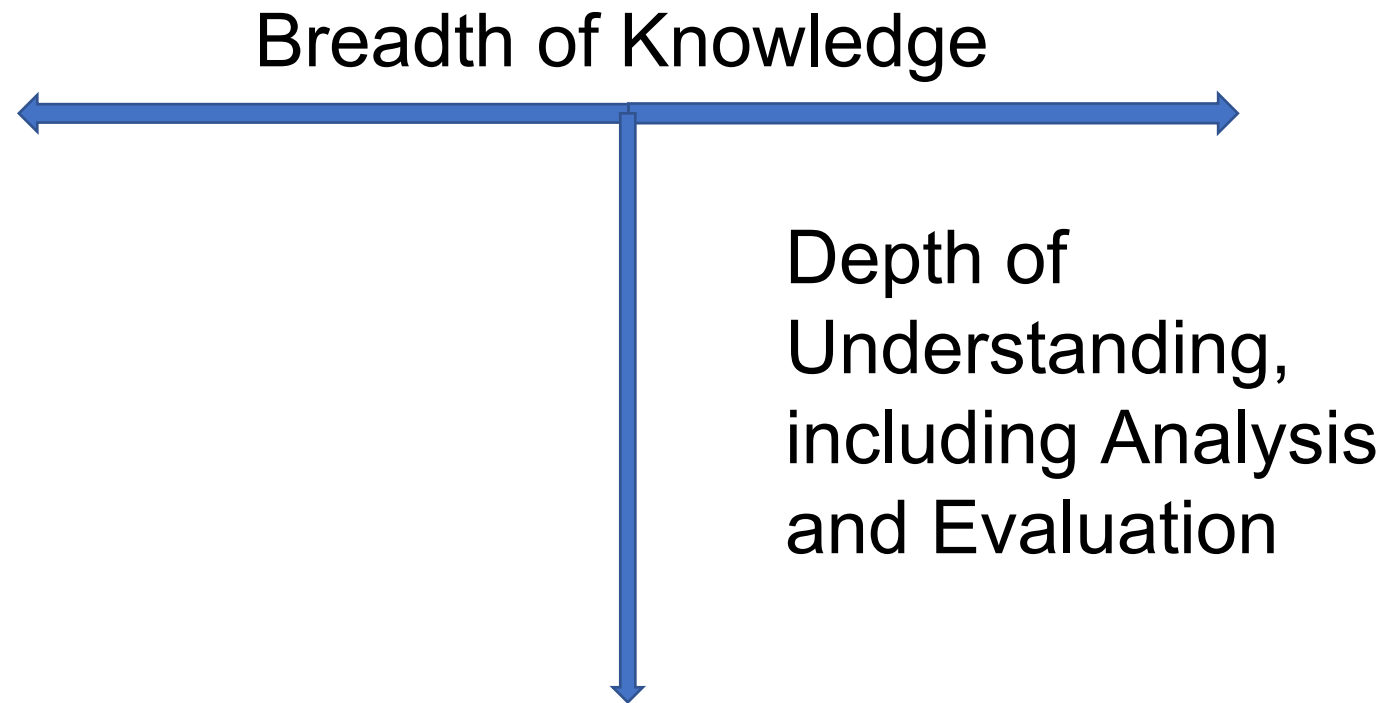 Breadth of Knowledge
Depth of
Understanding,
including Analysis
and Evaluation